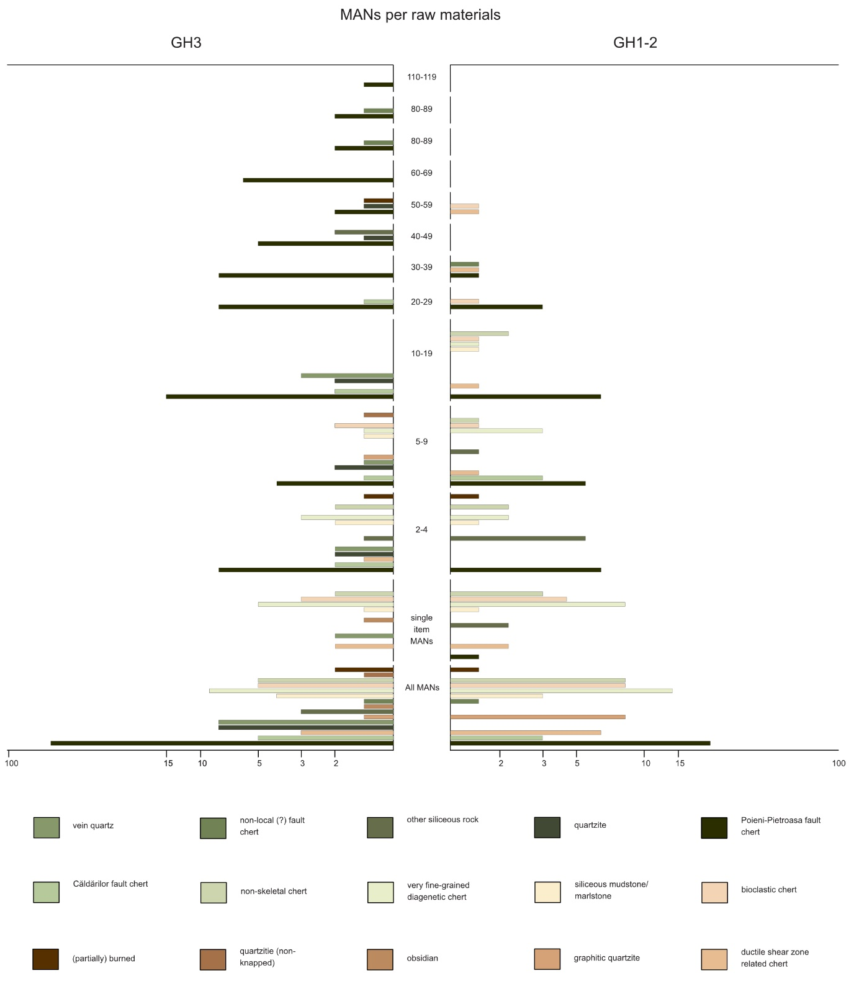 MANs per raw materials
GH3
GH1-2
110-119
80-89
80-89
60-69
50-59
40-49
30-39
20-29
10-19
5-9
2-4
single
item
MANs
All MANs
100 15 10 5 3 2
2 3 5 10 15 100
vein quartz
non-local (?) fault
chert
other siliceous rock
quartzite
Poieni-Pietroasa fault
chert
Căldărilor fault chert
non-skeletal chert
very fine-grained
diagenetic chert
siliceous mudstone/
marlstone
bioclastic chert
(partially) burned
quartzitie (non-
knapped)
obsidian
graphitic quartzite
ductile shear zone
related chert